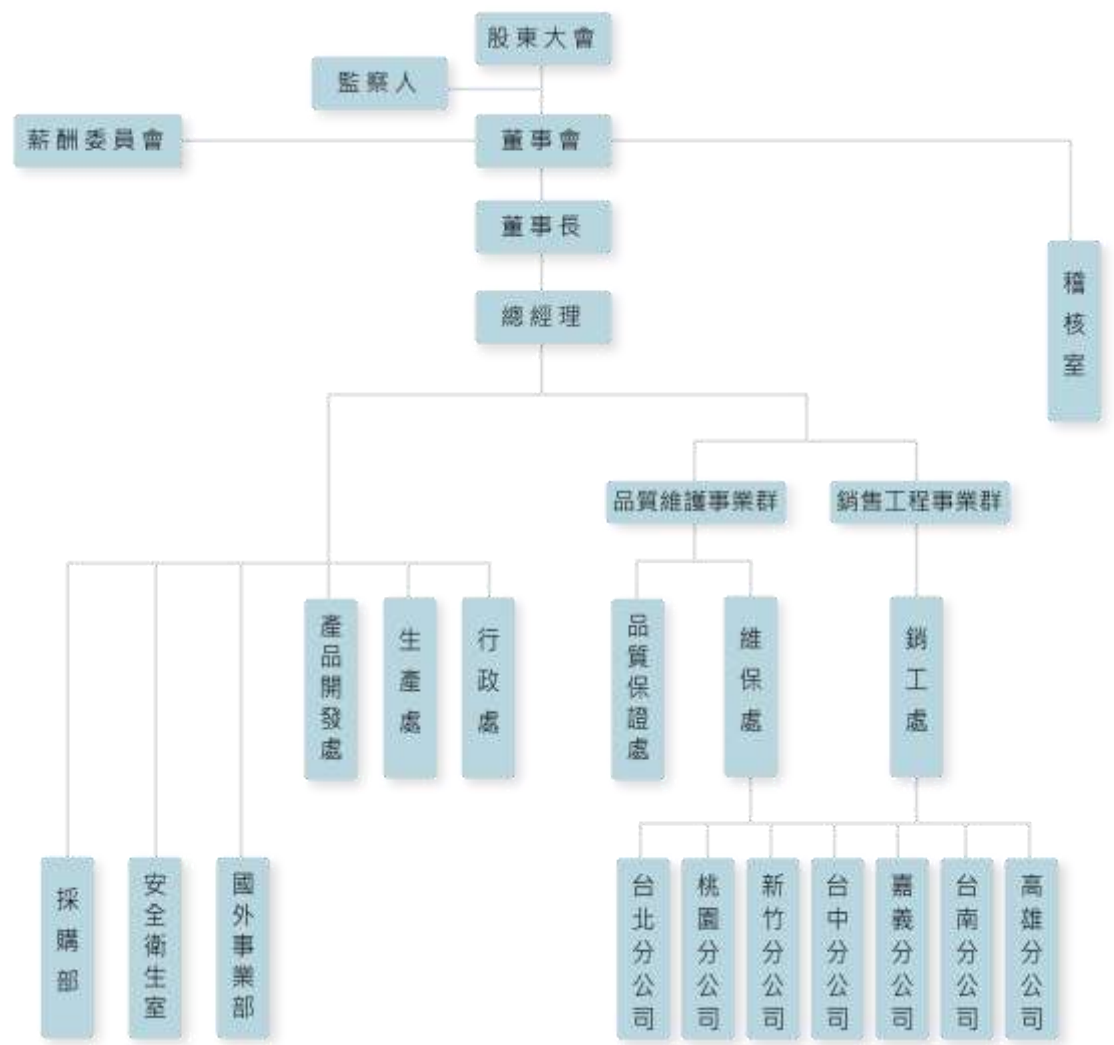 股東大會
監察人
薪酬委員會
董事會
董事長
總經理
稽核室
品質維護事業群
銷售工程事業群
產品開發處
生產處
行政處
品質保證處
維保處
銷工處
採購部
安全衛生室
國外事業部
台北分公司
桃園分公司
新竹分公司
台中分公司
嘉義分公司
台南分公司
高雄分公司